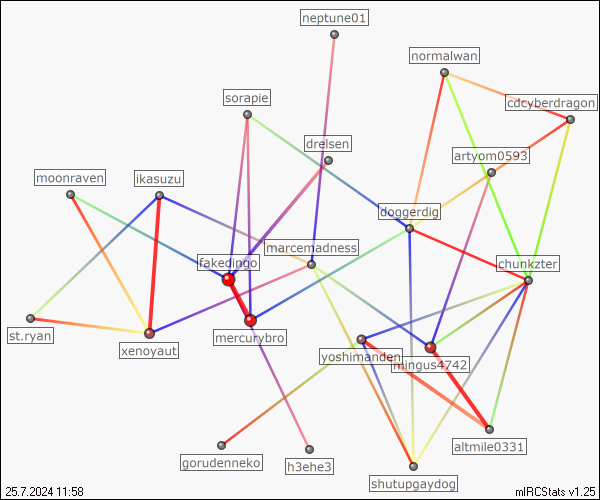 neptune01
normalwan
sorapie
cdcyberdragon
drelsen
artyom0593
moonraven
ikasuzu
doggerdig
marcemadness
fakedingo
chunkzter
st.ryan
xenoyaut
mercurybro
yoshimanden
mingus4742
altmile0331
gorudenneko
h3ehe3
shutupgaydog
25.7.2024 11:58
mIRCStats v1.25